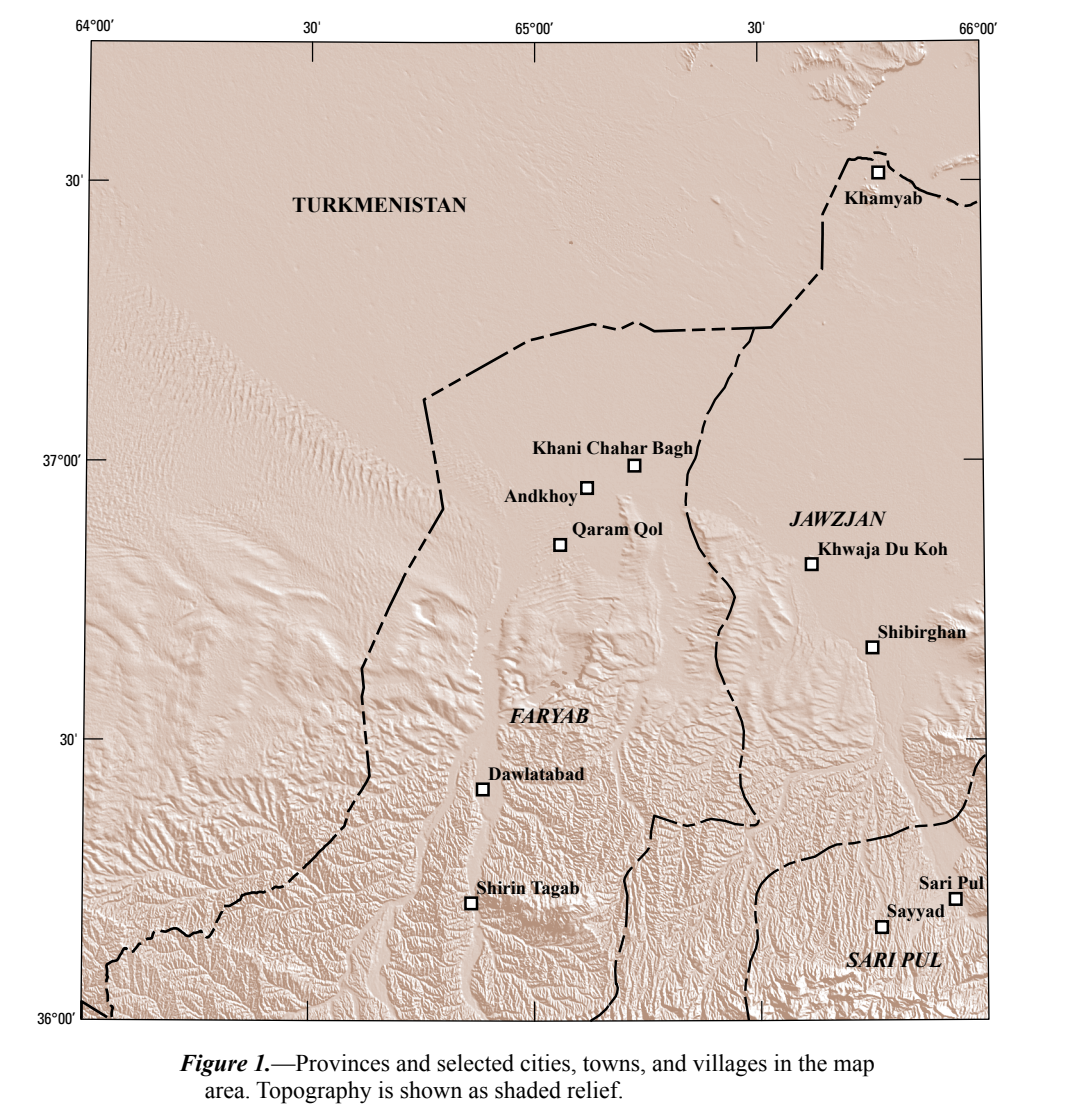 64°00′
30′
65°00′
30′
66°00′
30′
TURKMENISTAN
Khamyab
37°00′
Khani Chahar Bagh
Andkhoy
Qaram Qol
JAWZJAN
Khwaja Du Koh
Shibirghan
FARYAB
30′
Dawlatabad
Shirin Tagab
Sari Pul
Sayyad
SARI PUL
36°00′
Figure 1.—Provinces and selected cities, towns, and villages in the map
area. Topography is shown as shaded relief.